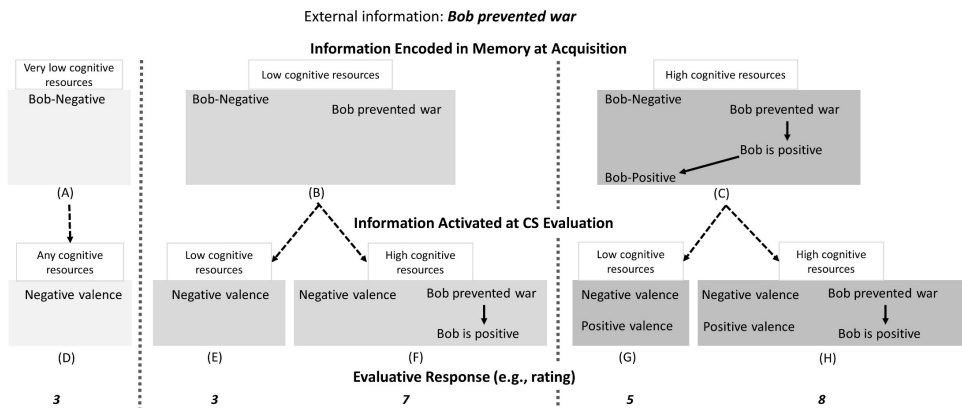 External information: Bob prevented war
Information Encoded in Memory at Acquisition
Very low cognitive
resources
Low cognitive resources
High cognitive resources
Bob-Negative
Bob-Negative
Bob prevented war
Bob-Negative
Bob prevented war
Bob is positive
Bob-Positive
(A)
(B)
(C)
Information Activated at CS Evaluation
Any cognitive
resources
Low cognitive
resources
High cognitive
resources
Low cognitive
resources
High cognitive
resources
Negative valence
Negative valence
Negative valence
Bob prevented war
Bob is positive
Negative valence
Positive valence
Negative valence
Positive valence
Bob prevented war
Bob is positive
(D)
(E)
(F)
(G)
(H)
Evaluative Response (e.g., rating)
3
3
7
5
8